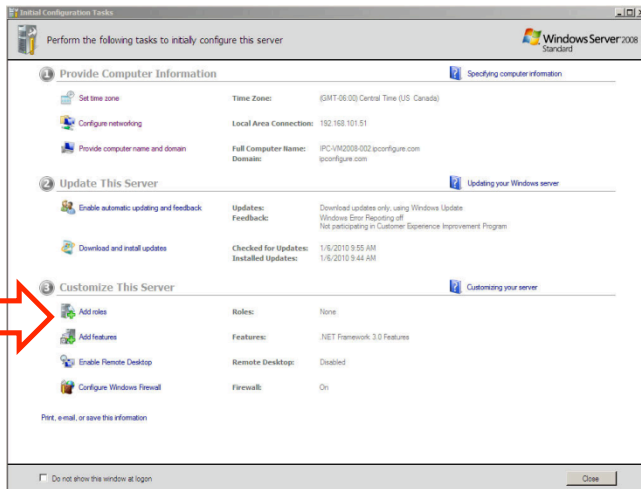 Initial Configuration Tasks
Perform the following tasks to initially configure this server
Windows Server 2008
Standard
1 Provide Computer Information
Specifying computer information
Set time zone Time Zone: (GMT-06:00) Central Time (US Canada)
Configure networking Local Area Connection: 192.168.101.51
Provide computer name and domain Full Computer Name: IPC-VM2008-002.ipconfigure.com
Domain: ipconfigure.com
2 Update This Server
Updating your Windows server
Enable automatic updating and feedback Updates: Download updates only, using Windows Update
Feedback: Windows Error Reporting off
Not participating in Customer Experience Improvement Program
Download and install updates Checked for Updates: 1/6/2010 9:55 AM
Installed Updates: 1/6/2010 9:44 AM
3 Customize This Server
Customizing your server
Add roles Roles: None
Add features Features: .NET Framework 3.0 Features
Enable Remote Desktop Remote Desktop: Disabled
Configure Windows Firewall Firewall: On
Print, e-mail, or save this information
Do not show this window at logon
Close